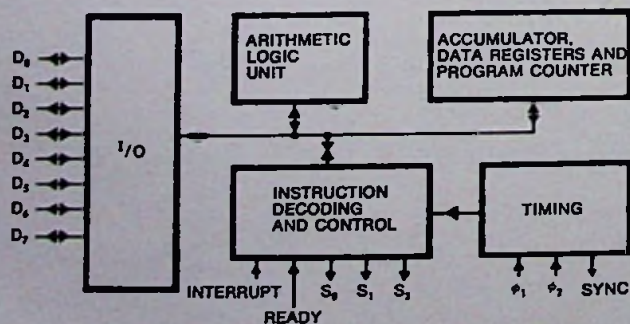 D₀
D₁
D₂
D₃
D₄
D₅
D₆
D₇
I/O
ARITHMETIC
LOGIC
UNIT
ACCUMULATOR,
DATA REGISTERS AND
PROGRAM COUNTER
INSTRUCTION
DECODING
AND CONTROL
TIMING
INTERRUPT
READY
S₀
S₁
S₂
ϕ₁
ϕ₂
SYNC